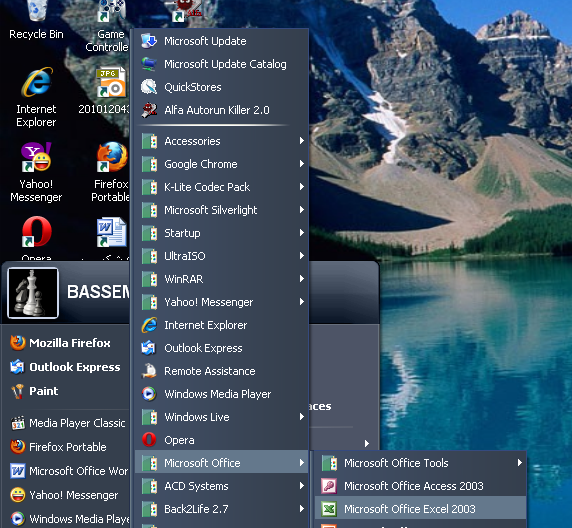 Recycle Bin
Game
Controlle
Internet
Explorer
201012043
Yahoo!
Messenger
Firefox
Portable
Opera
BASSEM
Mozilla Firefox
Outlook Express
Paint
Media Player Classic
Firefox Portable
Microsoft Office Wor
Yahoo! Messenger
Windows Media Playe
Microsoft Update
Microsoft Update Catalog
QuickStores
Alfa Autorun Killer 2.0
Accessories
Google Chrome
K-Lite Codec Pack
Microsoft Silverlight
Startup
UltraISO
WinRAR
Yahoo! Messenger
Internet Explorer
Outlook Express
Remote Assistance
Windows Media Player
Windows Live
Opera
Microsoft Office
ACD Systems
Back2Life 2.7
aces
Microsoft Office Tools
Microsoft Office Access 2003
Microsoft Office Excel 2003